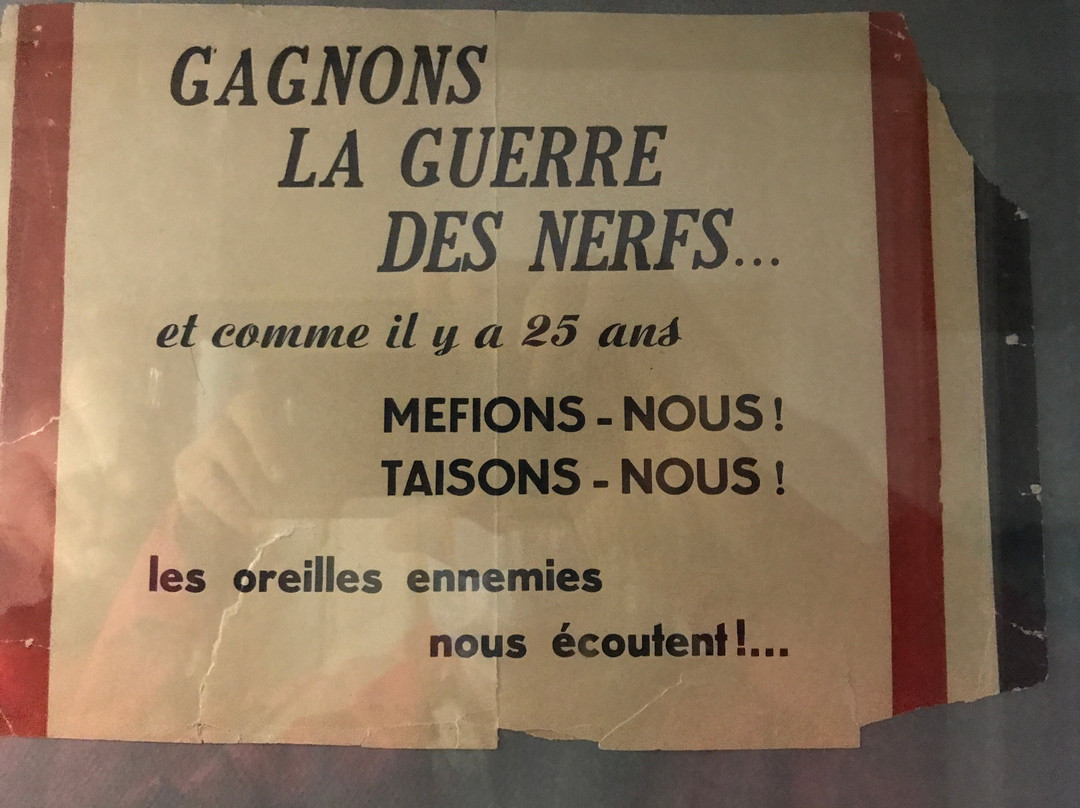 GAGNONS
LA GUERRE
DES NERFS...
et comme il y a 25 ans
MEFIONS - NOUS !
TAISONS - NOUS !
les oreilles ennemies
nous écoutent !...